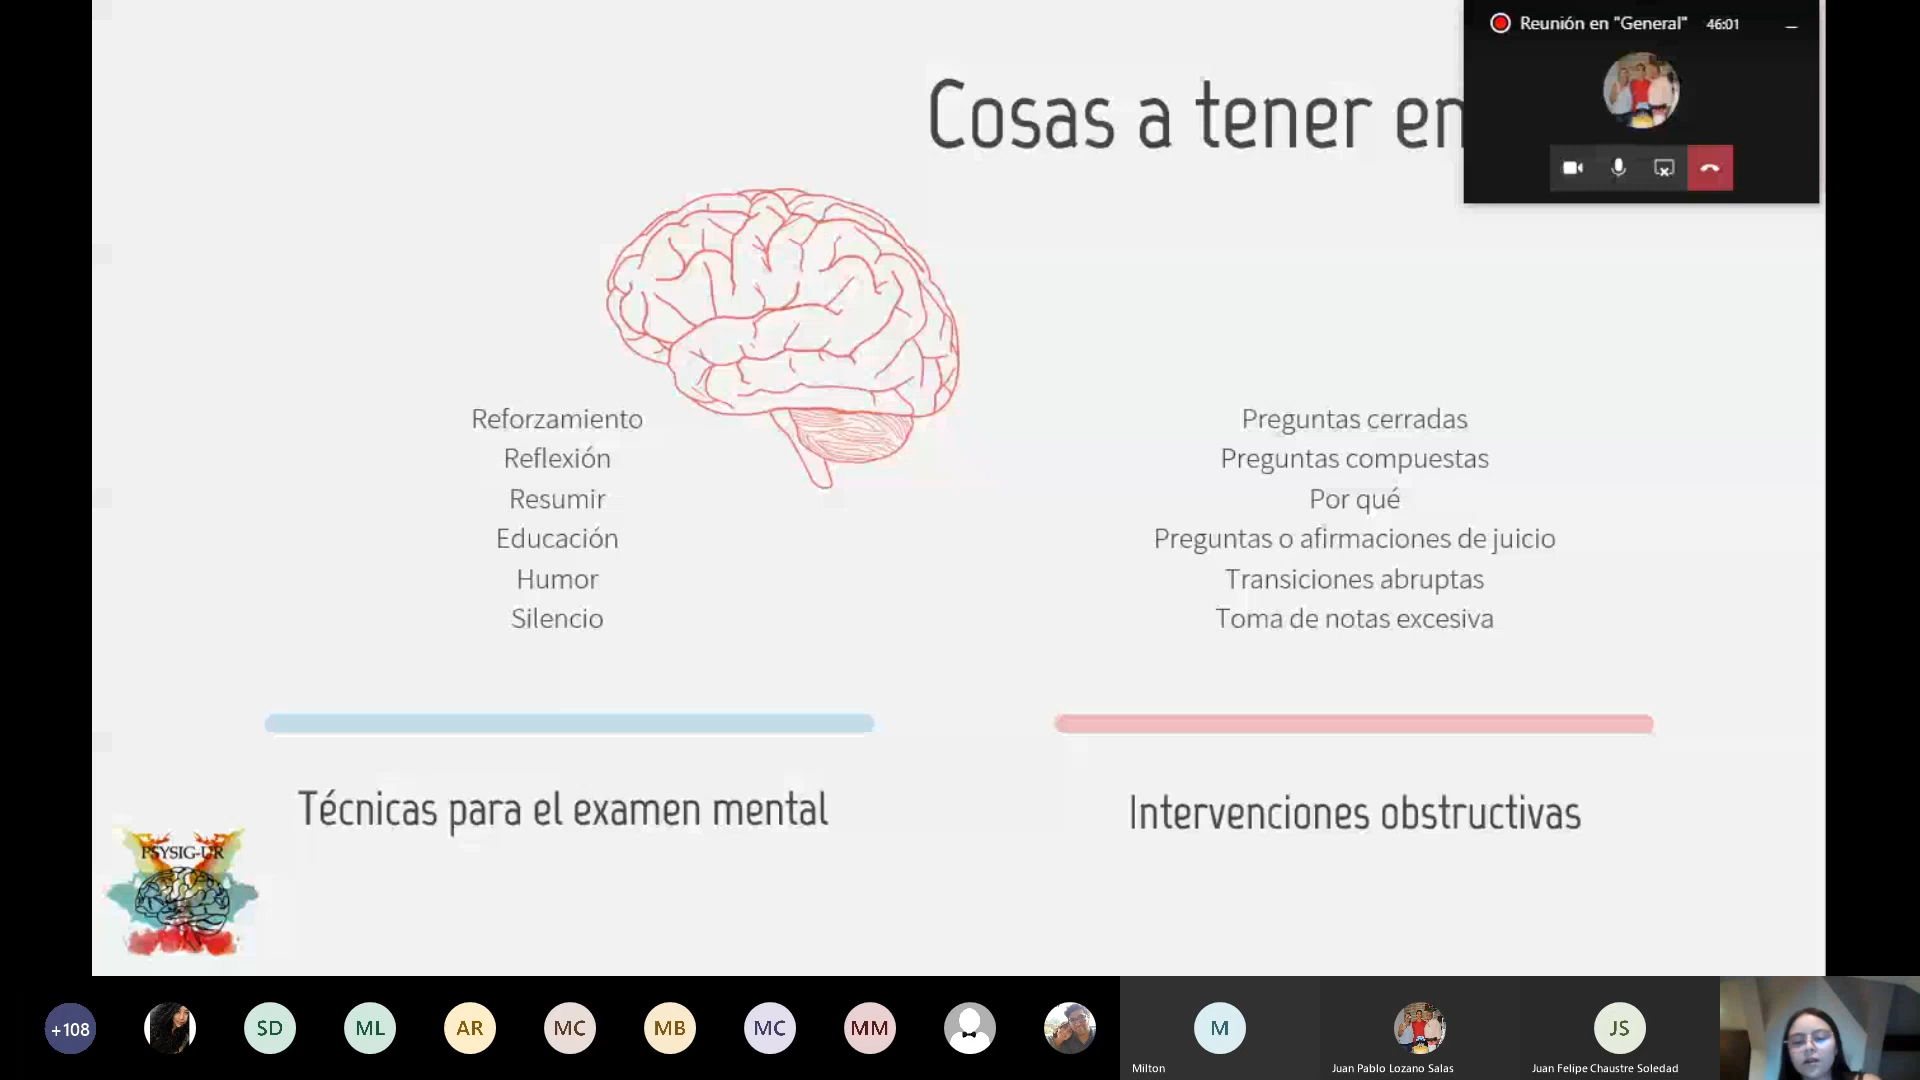 Reunión en "General" 46:01
Cosas a tener en
Reforzamiento
Reflexión
Resumir
Educación
Humor
Silencio
Técnicas para el examen mental
Preguntas cerradas
Preguntas compuestas
Por qué
Preguntas o afirmaciones de juicio
Transiciones abruptas
Toma de notas excesiva
Intervenciones obstructivas
PSYSIG-UR
+108
SD
ML
AR
MC
MB
MC
MM
M
Milton
Juan Pablo Lozano Salas
JS
Juan Felipe Chaustre Soledad